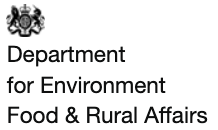 Department
for Environment
Food & Rural Affairs